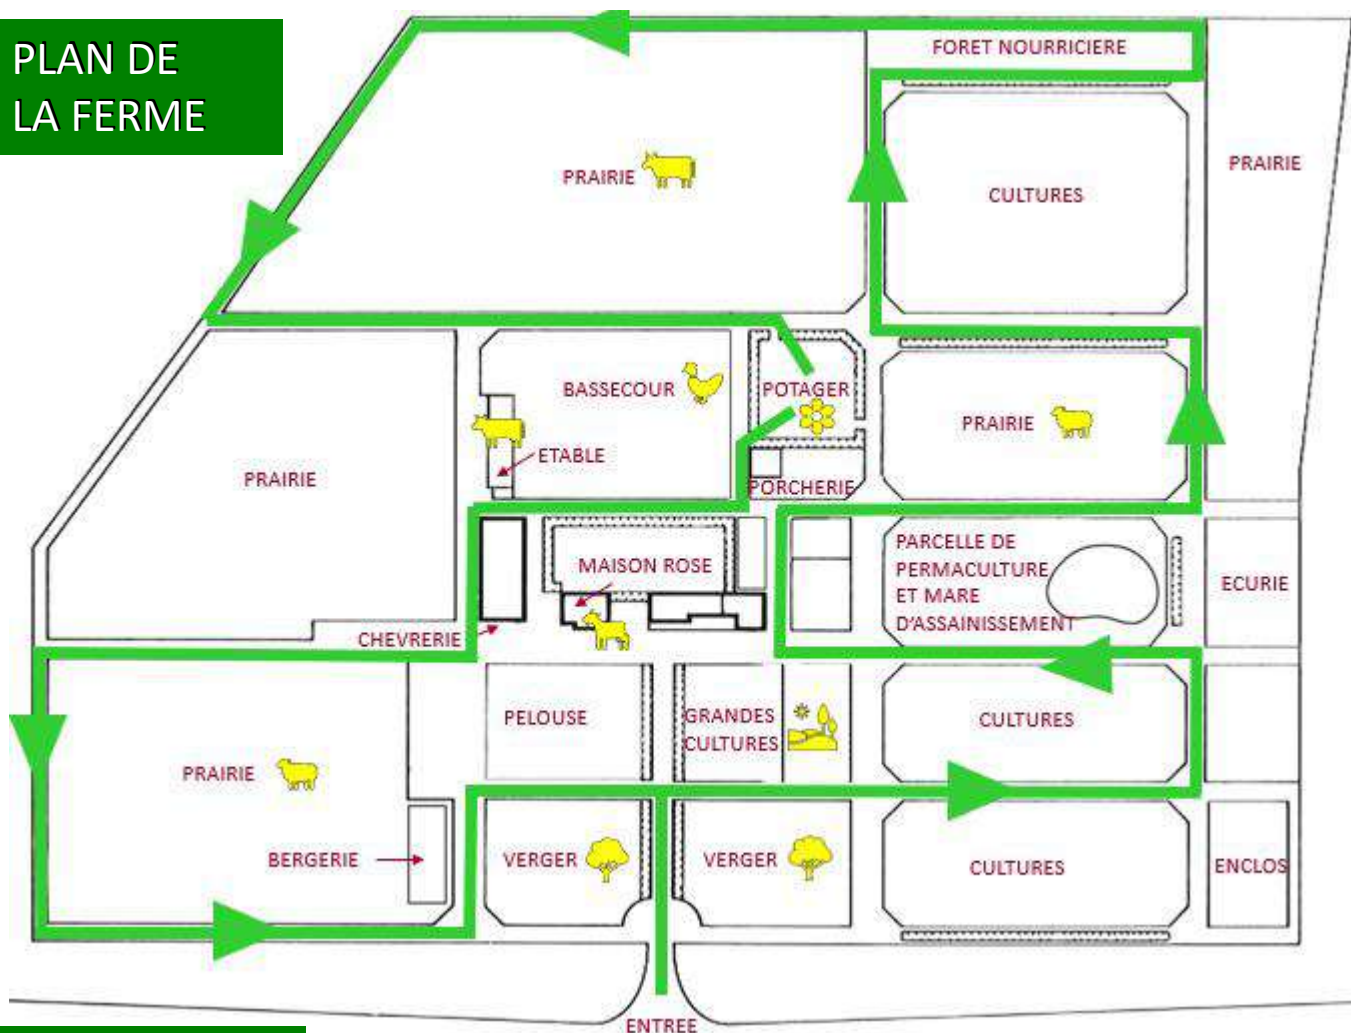 PLAN DE
LA FERME
FORET NOURRICIERE
PRAIRIE
PRAIRIE
CULTURES
BASSECOUR
POTAGER
ETABLE
PRAIRIE
PRAIRIE
PORCHERIE
MAISON ROSE
PARCELLE DE
PERMACULTURE
ET MARE
D'ASSAINISSEMENT
ECURIE
CHEVRERIE
PELOUSE
GRANDES
CULTURES
CULTURES
PRAIRIE
BERGERIE
VERGER
VERGER
CULTURES
ENCLOS
ENTREE